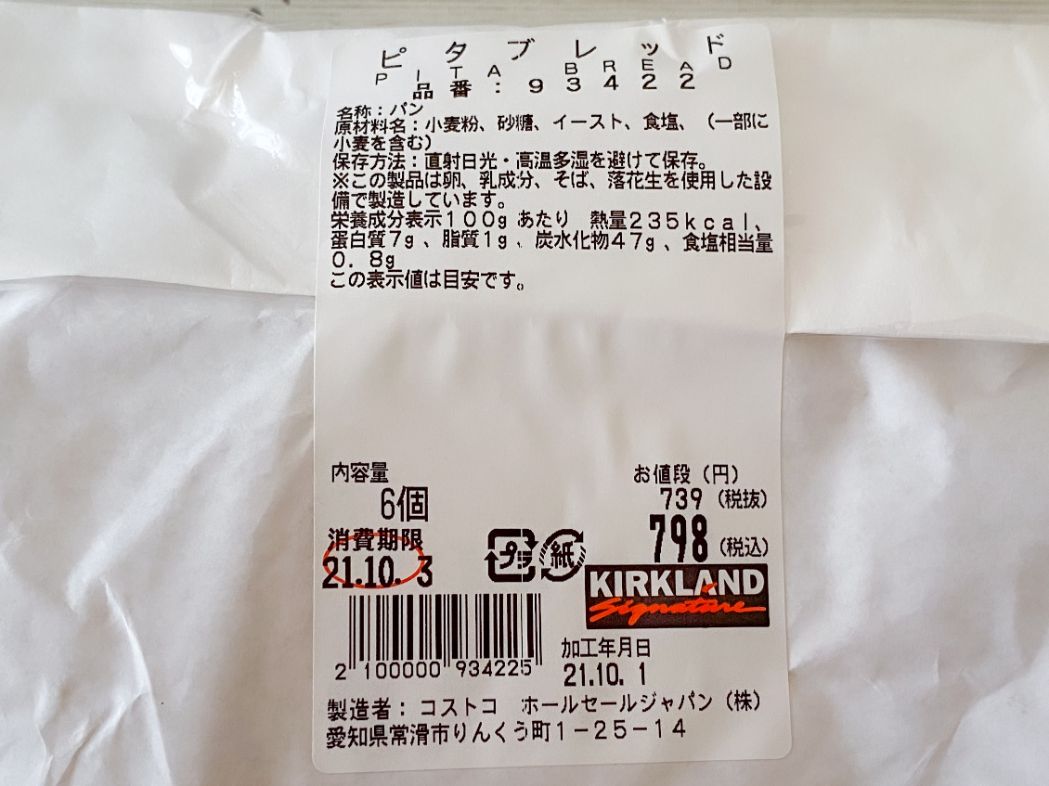 ピタブレッド
PITA BREAD
品番:93422
名称:パン
原材料名:小麦粉、砂糖、イースト、食塩、(一部に
小麦を含む)
保存方法:直射日光・高温多湿を避けて保存。
※この製品は卵、乳成分、そば、落花生を使用した設
備で製造しています。
栄養成分表示100gあたり 熱量235kcal、
蛋白質7g、脂質1g、炭水化物47g、食塩相当量
0.8g
この表示値は目安です。
内容量
6個
お値段(円)
739(税抜)
798(税込)
消費期限
21.10. 3
プラ
紙
KIRKLAND
Signature
2 100000 934225
加工年月日
21.10. 1
製造者:コストコ ホールセールジャパン(株)
愛知県常滑市りんくう町1-25-14